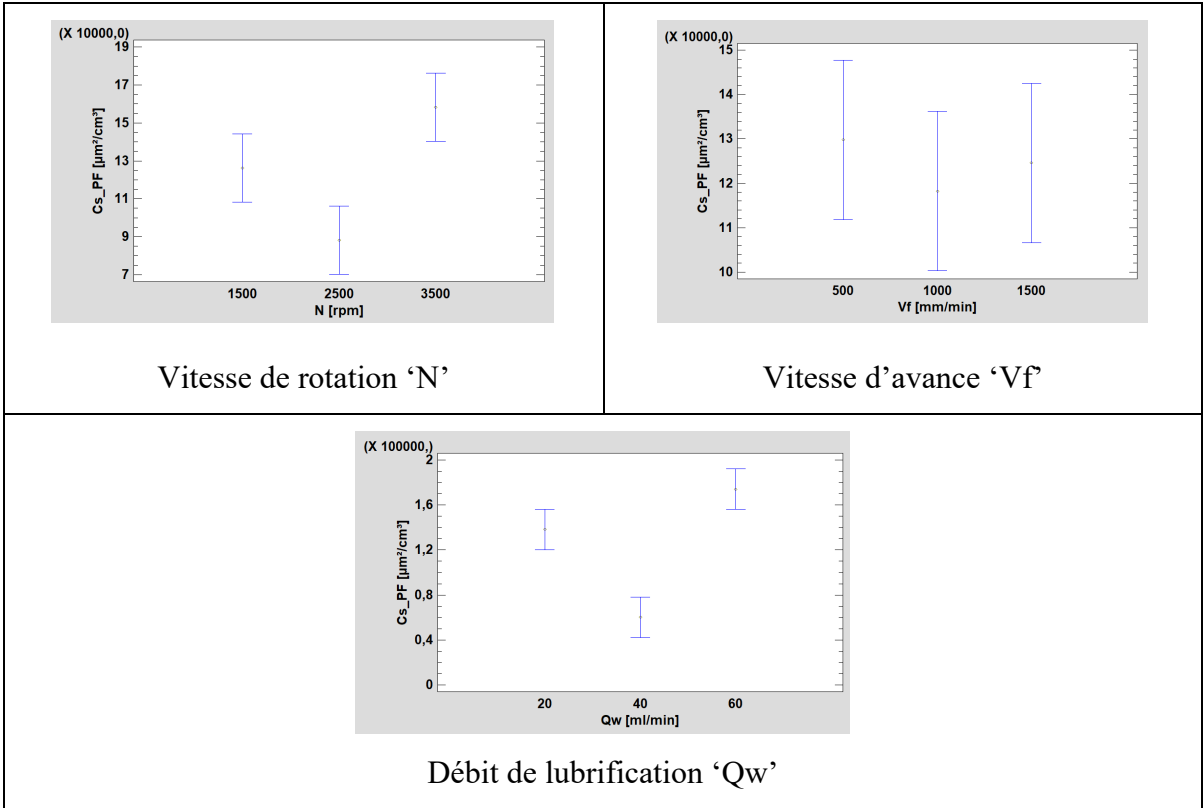 (X 10000,0)
19
17
15
13
11
9
7
Cs_PF [µm²/cm³]
1500 2500 3500
N [rpm]
Vitesse de rotation ‘N’
(X 10000,0)
15
14
13
12
11
10
Cs_PF [µm²/cm³]
500 1000 1500
Vf [mm/min]
Vitesse d’avance ‘Vf’
(X 100000,)
2
1,6
1,2
0,8
0,4
0
Cs_PF [µm²/cm³]
20 40 60
Qw [ml/min]
Débit de lubrification ‘Qw’